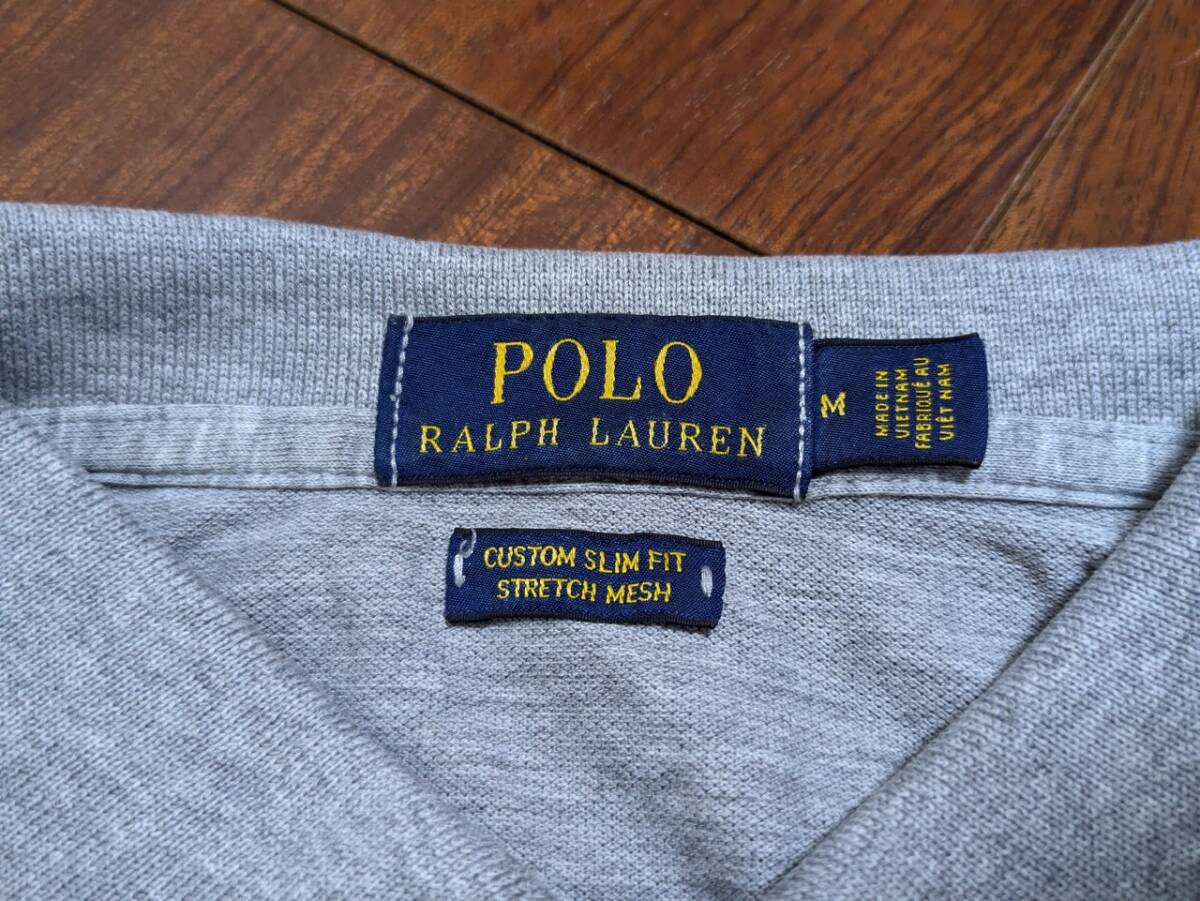 POLO
RALPH LAUREN
M
MADE IN
VIETNAM
FABRIQUÉ AU
VIÊT NAM
CUSTOM SLIM FIT
STRETCH MESH